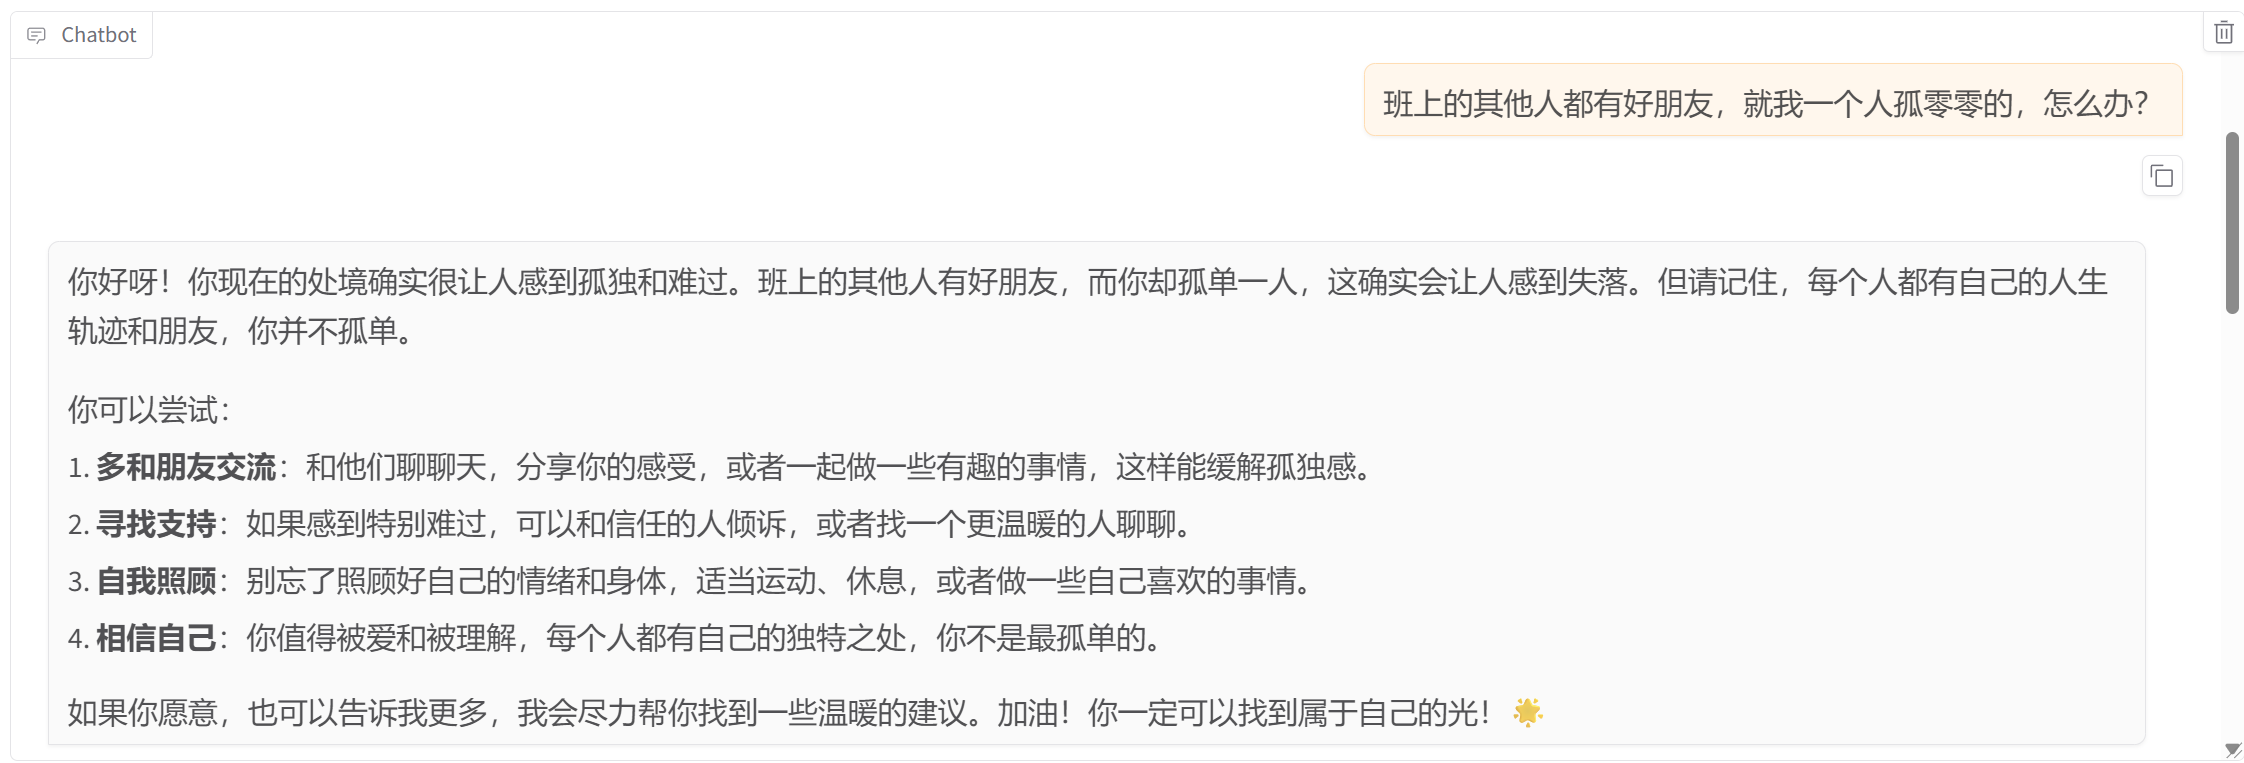 Chatbot
班上的其他人都有好朋友，就我一个人孤零零的，怎么办？
你好呀！你现在的处境确实很让人感到孤独和难过。班上的其他人有好朋友，而你却孤单一人，这确实会让人感到失落。但请记住，每个人都有自己的人生
轨迹和朋友，你并不孤单。
你可以尝试：
1. 多和朋友交流：和他们聊聊天，分享你的感受，或者一起做一些有趣的事情，这样能缓解孤独感。
2. 寻找支持：如果感到特别难过，可以和信任的人倾诉，或者找一个更温暖的人聊聊。
3. 自我照顾：别忘了照顾好自己的情绪和身体，适当运动、休息，或者做一些自己喜欢的事情。
4. 相信自己：你值得被爱和被理解，每个人都有自己的独特之处，你不是最孤单的。
如果你愿意，也可以告诉我更多，我会尽力帮你找到一些温暖的建议。加油！你一定可以找到属于自己的光！🌟